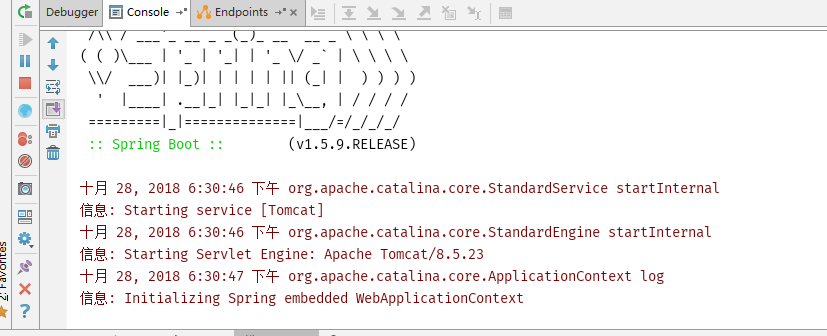 Debugger Console Endpoints
/\\ / ___'_ __ _ _(_)_ __  __ _ \ \ \ \
( ( )\___ | '_ | '_| | '_ \/ _` | \ \ \ \
\\/  ___)| |_)| | | | | || (_| |  ) ) ) )
'  |____| .__|_| |_|_| |_\__, | / / / /
=========|_|==============|___/=/_/_/_/
:: Spring Boot ::        (v1.5.9.RELEASE)
十月 28, 2018 6:30:46 下午 org.apache.catalina.core.StandardService startInternal
信息: Starting service [Tomcat]
十月 28, 2018 6:30:46 下午 org.apache.catalina.core.StandardEngine startInternal
信息: Starting Servlet Engine: Apache Tomcat/8.5.23
十月 28, 2018 6:30:47 下午 org.apache.catalina.core.ApplicationContext log
信息: Initializing Spring embedded WebApplicationContext
2: Favorites